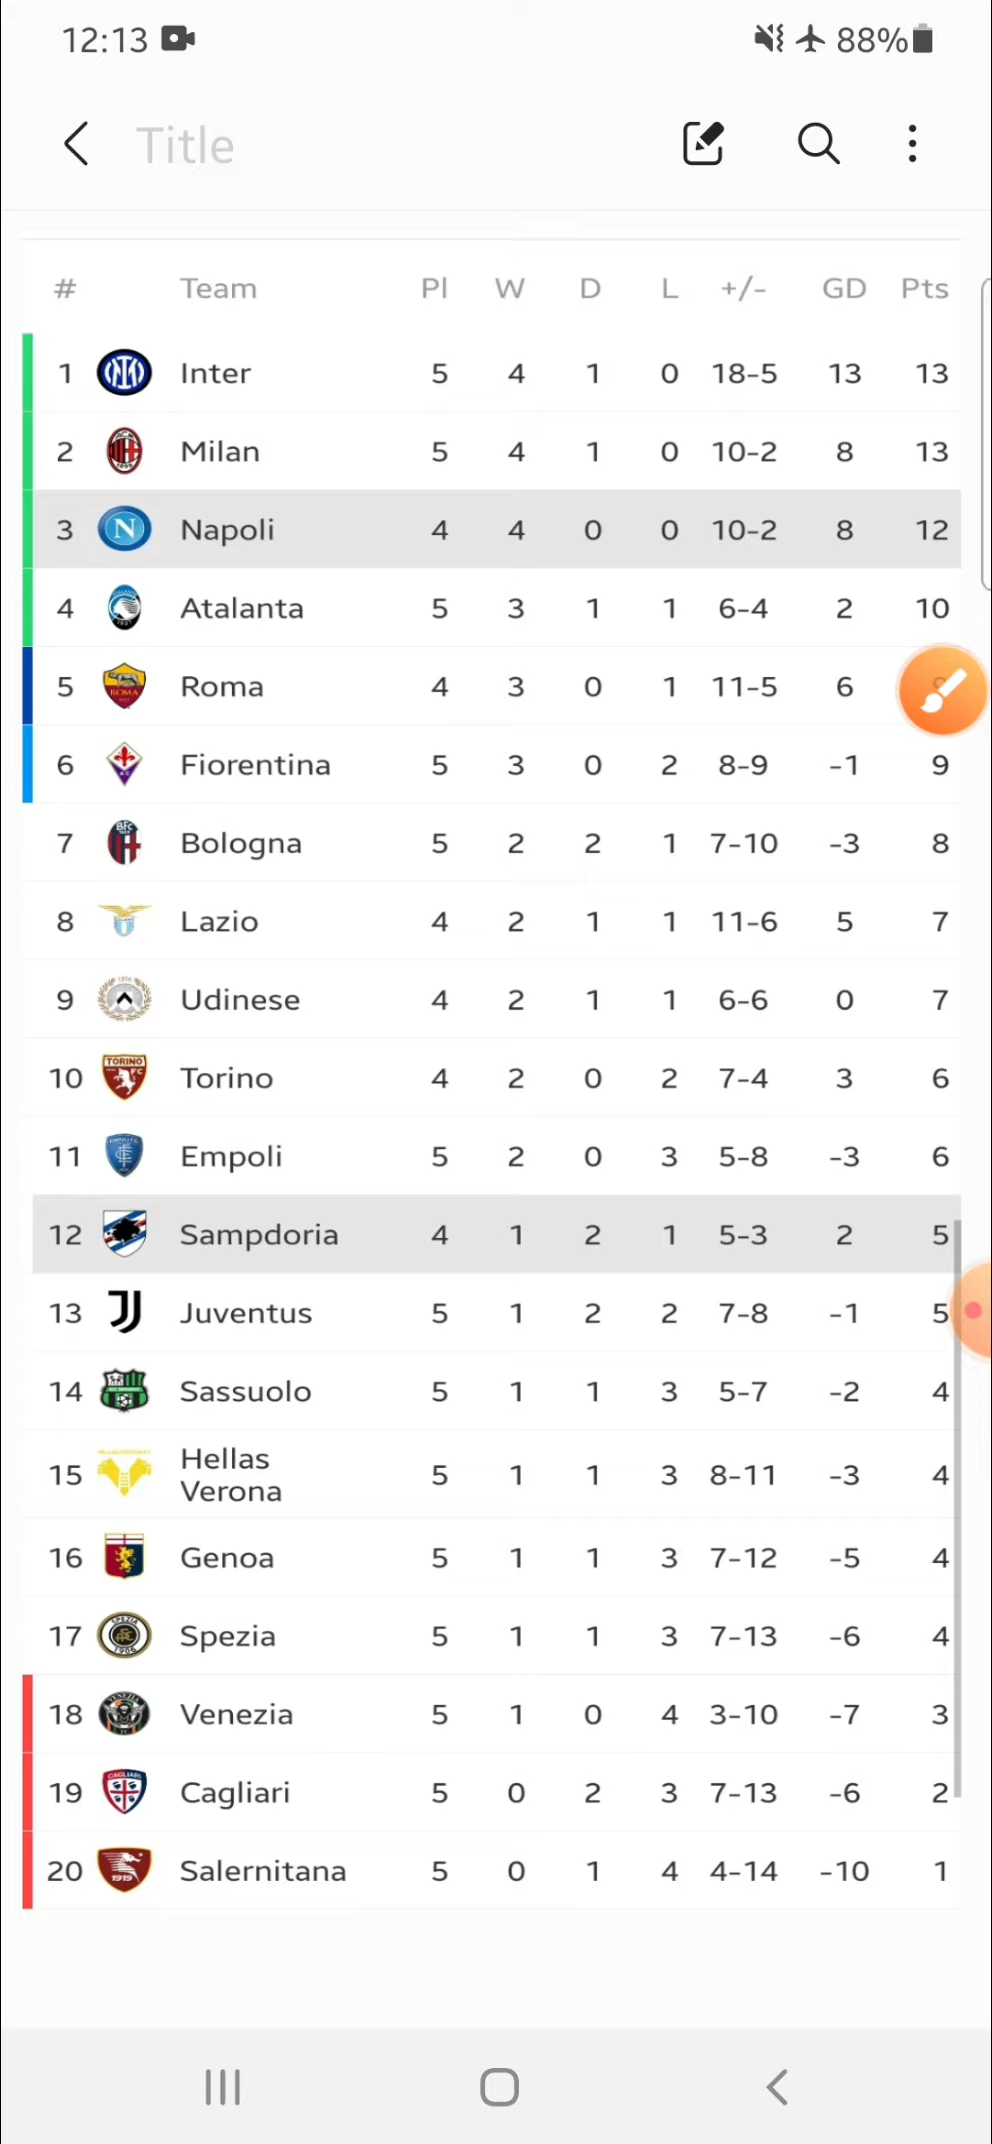 12:13 88%
Title
# Team Pl W D L +/- GD Pts
1 Inter 5 4 1 0 18-5 13 13
2 Milan 5 4 1 0 10-2 8 13
3 Napoli 4 4 0 0 10-2 8 12
4 Atalanta 5 3 1 1 6-4 2 10
5 Roma 4 3 0 1 11-5 6
6 Fiorentina 5 3 0 2 8-9 -1 9
7 Bologna 5 2 2 1 7-10 -3 8
8 Lazio 4 2 1 1 11-6 5 7
9 Udinese 4 2 1 1 6-6 0 7
10 Torino 4 2 0 2 7-4 3 6
11 Empoli 5 2 0 3 5-8 -3 6
12 Sampdoria 4 1 2 1 5-3 2 5
13 Juventus 5 1 2 2 7-8 -1 5
14 Sassuolo 5 1 1 3 5-7 -2 4
15 Hellas
Verona 5 1 1 3 8-11 -3 4
16 Genoa 5 1 1 3 7-12 -5 4
17 Spezia 5 1 1 3 7-13 -6 4
18 Venezia 5 1 0 4 3-10 -7 3
19 Cagliari 5 0 2 3 7-13 -6 2
20 Salernitana 5 0 1 4 4-14 -10 1